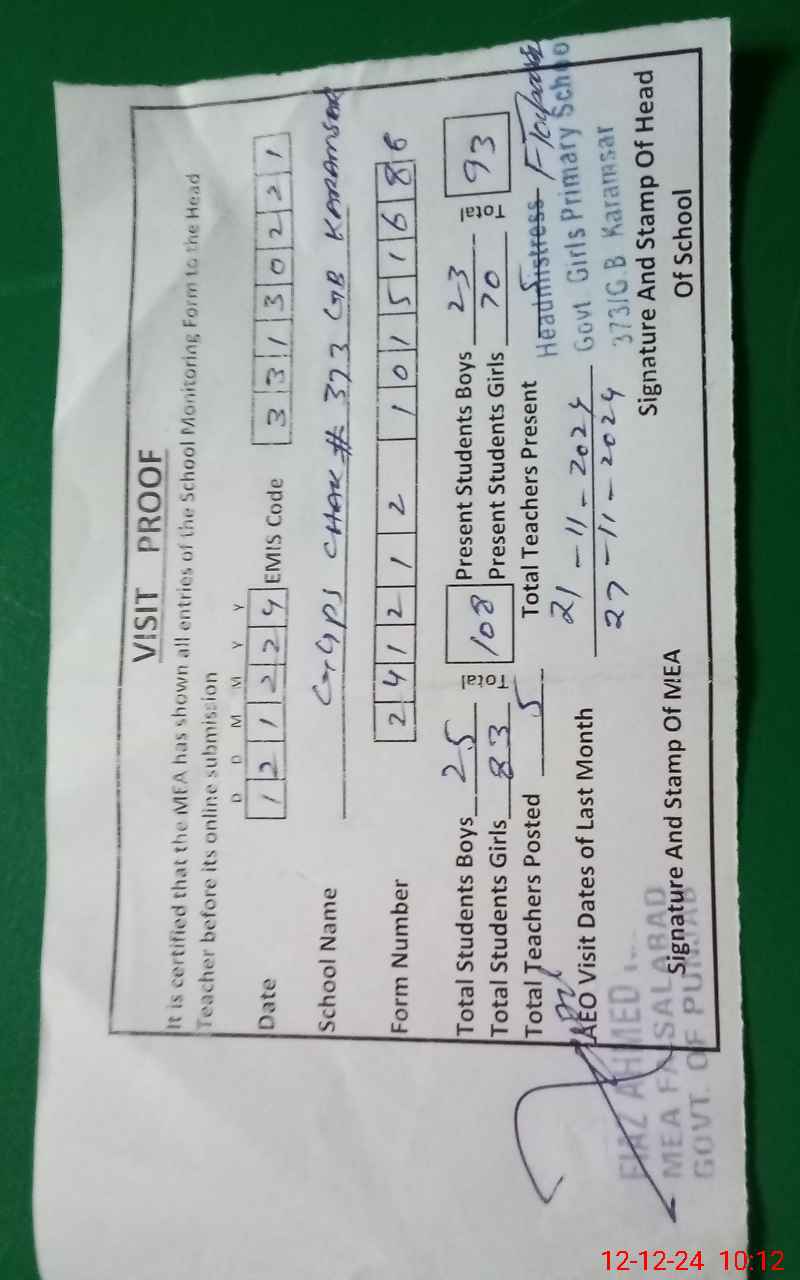 VISIT PROOF
It is certified that the MEA has shown all entries of the School Monitoring Form to the Head
Teacher before its online submission
D D M M Y Y
Date 1 2 1 2 2 4 EMIS Code 3 3 1 3 0 2 2 1
School Name GGPS CHAK # 373 GB KARAMSAR
Form Number 2 4 1 2 1 2 1 0 1 5 1 6 8 6
Total Students Boys 25 Total 108 Present Students Boys 23 Total 93
Total Students Girls 83 Present Students Girls 70
Total Teachers Posted 5 Total Teachers Present 5
AEO Visit Dates of Last Month 21-11-2024
27-11-2024
Headmistress
Govt. Girls Primary Schoo
373/G.B Karamsar
Signature And Stamp Of MEA
Signature And Stamp Of Head
Of School
FIAZ AHMED
MEA FAISALABAD
GOVT. OF PUNJAB
12-12-24 10:12